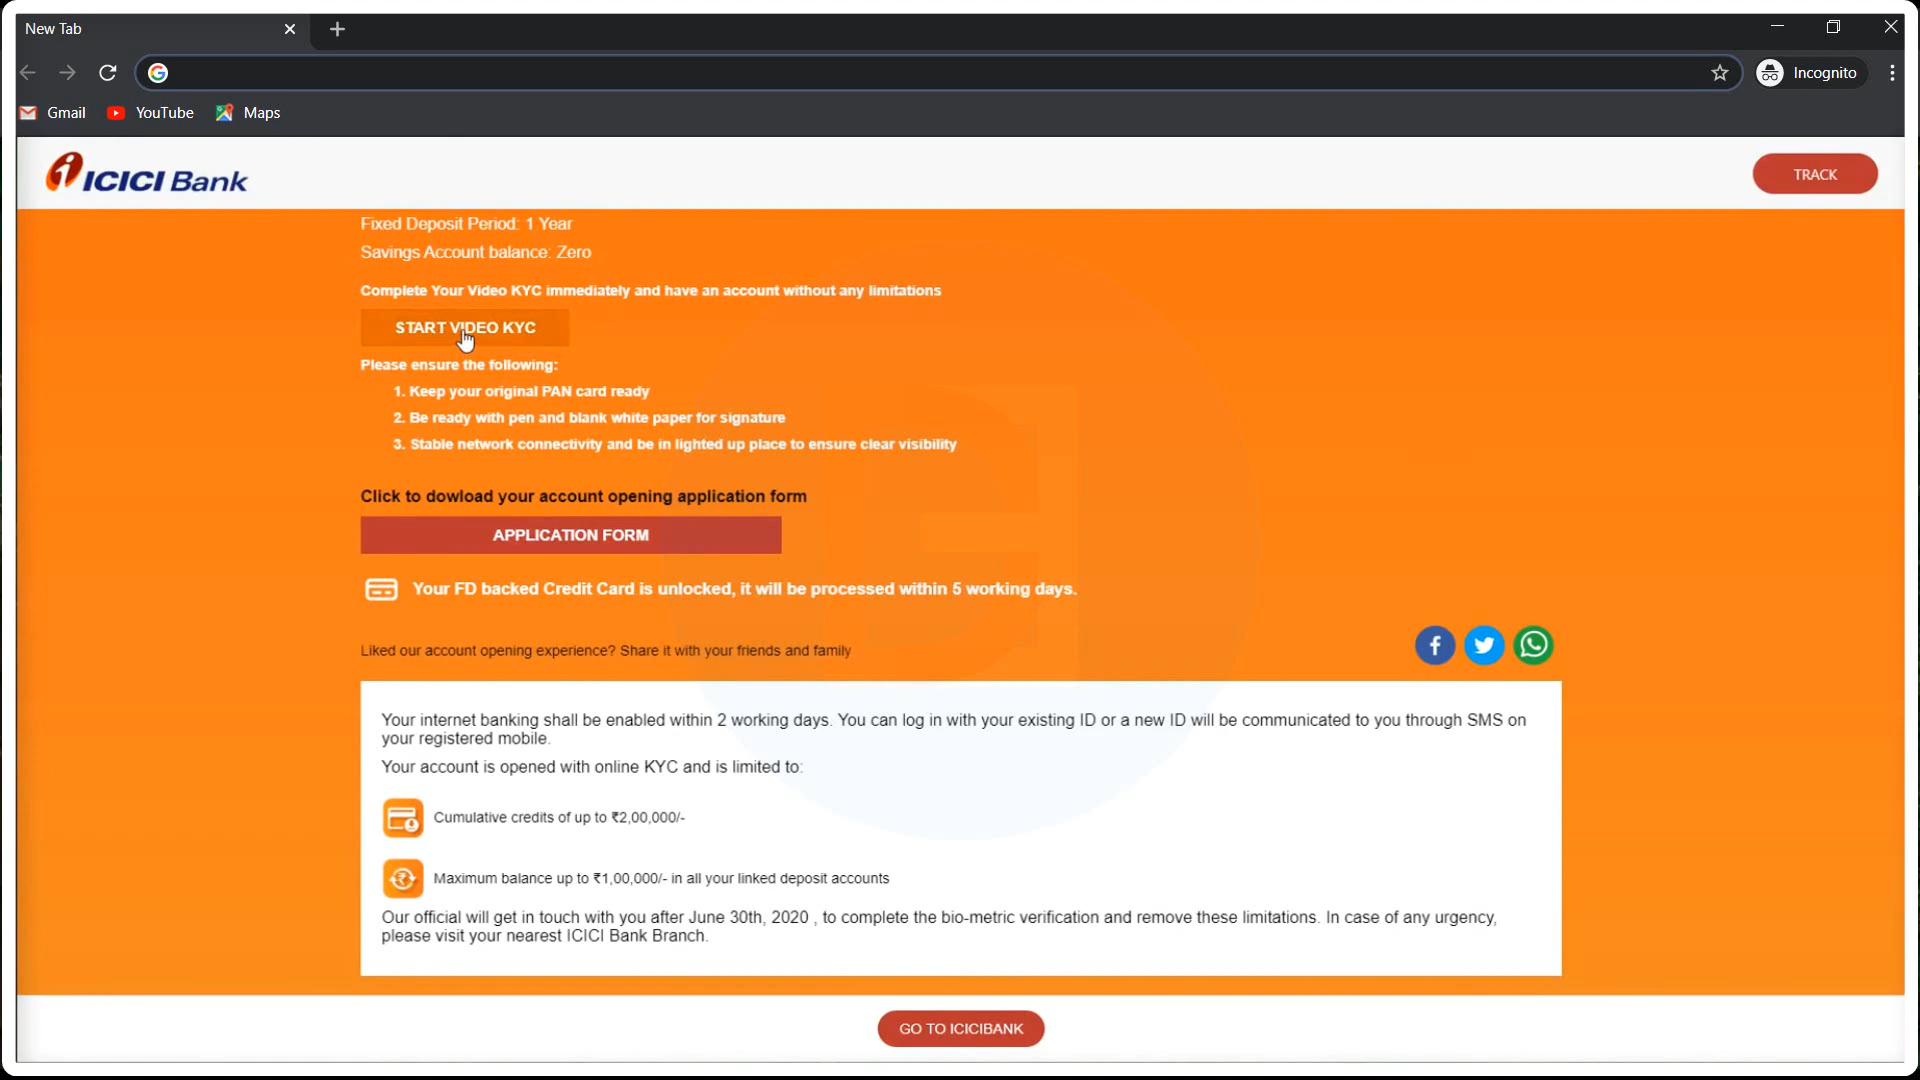 New Tab
Incognito
Gmail YouTube Maps
ICICI Bank
TRACK
Fixed Deposit Period: 1 Year
Savings Account balance: Zero
Complete Your Video KYC immediately and have an account without any limitations
START VIDEO KYC
Please ensure the following:
1. Keep your original PAN card ready
2. Be ready with pen and blank white paper for signature
3. Stable network connectivity and be in lighted up place to ensure clear visibility
Click to dowload your account opening application form
APPLICATION FORM
Your FD backed Credit Card is unlocked, it will be processed within 5 working days.
Liked our account opening experience? Share it with your friends and family
Your internet banking shall be enabled within 2 working days. You can log in with your existing ID or a new ID will be communicated to you through SMS on
your registered mobile.
Your account is opened with online KYC and is limited to:
Cumulative credits of up to ₹2,00,000/-
Maximum balance up to ₹1,00,000/- in all your linked deposit accounts
Our official will get in touch with you after June 30th, 2020 , to complete the bio-metric verification and remove these limitations. In case of any urgency,
please visit your nearest ICICI Bank Branch.
GO TO ICICIBANK